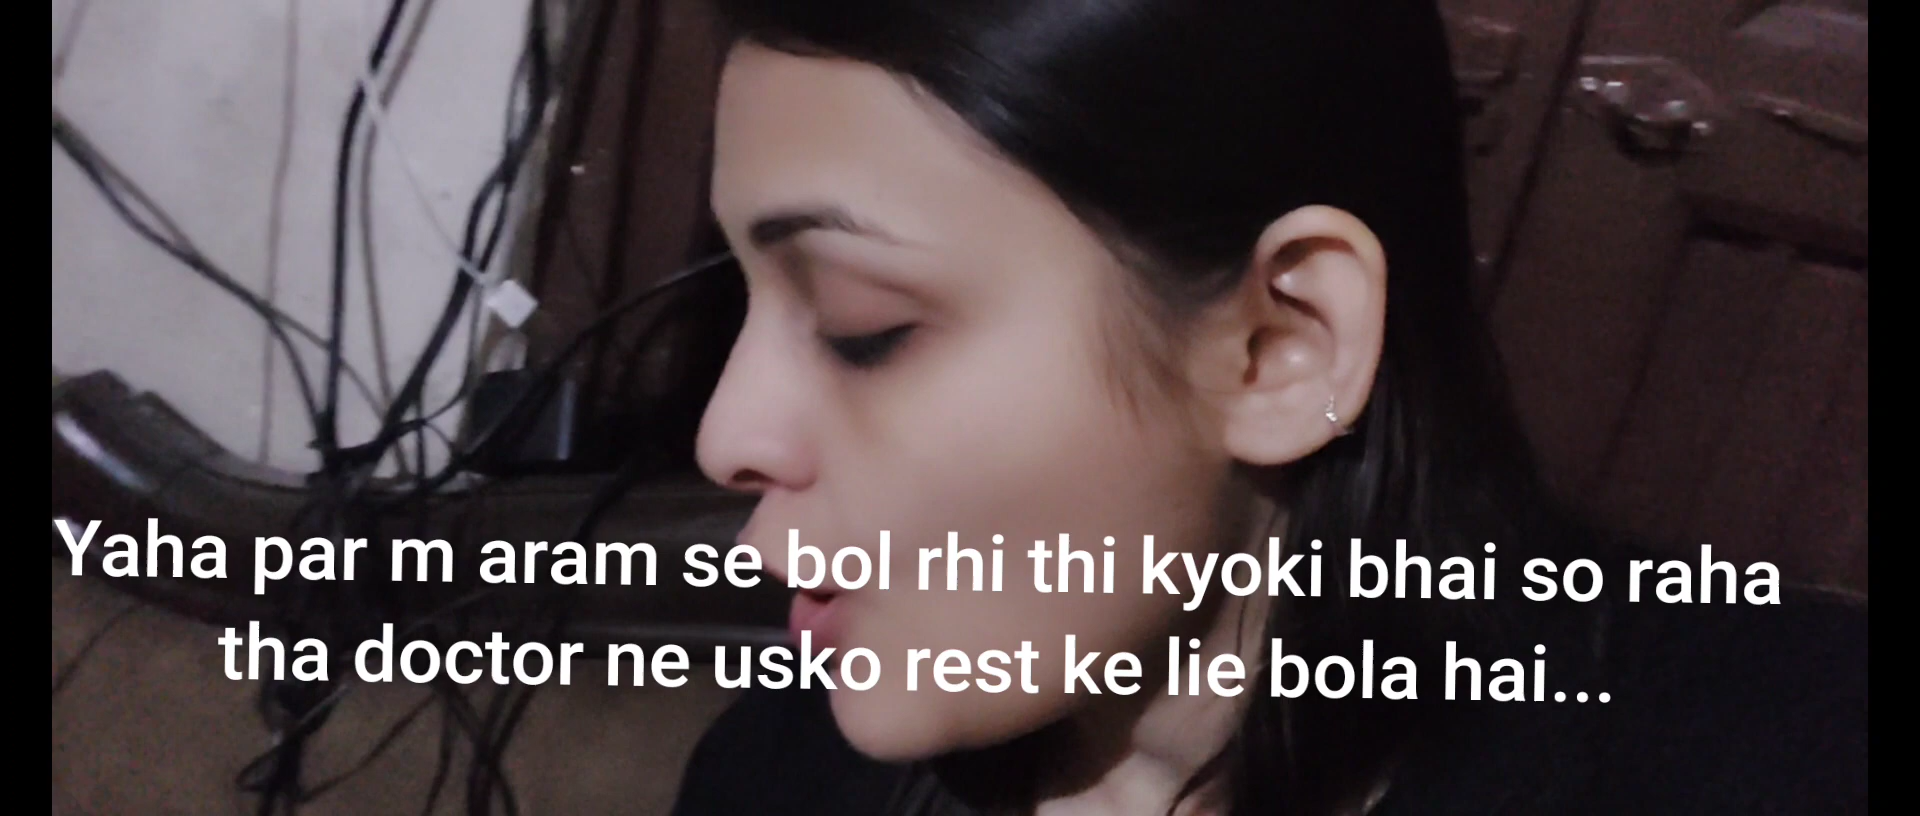 Yaha par m aram se bol rhi thi kyoki bhai so raha
tha doctor ne usko rest ke lie bola hai...